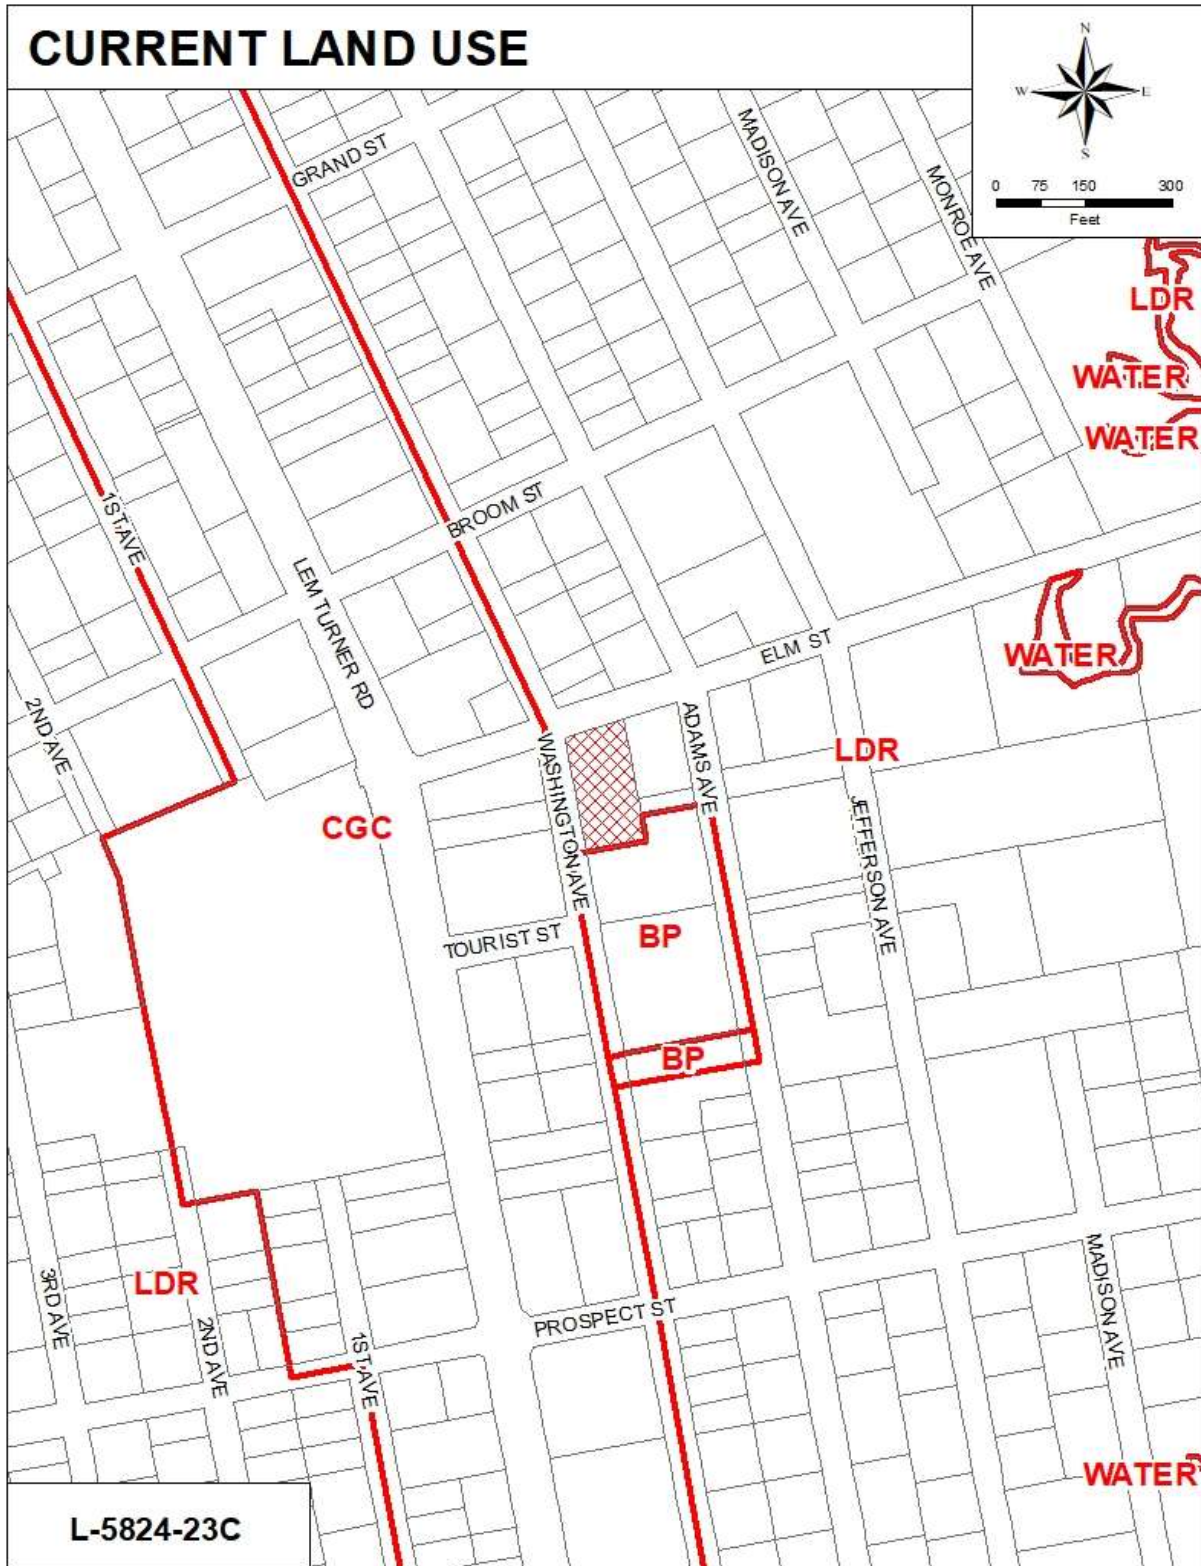 CURRENT LAND USE
N
W
E
S
0 75 150 300
Feet
GRAND ST
MADISON AVE
MONROE AVE
LDR
WATER
WATER
1ST AVE
BROOM ST
LEM TURNER RD
ELM ST
WATER
2ND AVE
WASHINGTON AVE
ADAMS AVE
LDR
CGC
JEFFERSON AVE
TOURIST ST
BP
BP
3RD AVE
LDR
2ND AVE
1ST AVE
PROSPECT ST
MADISON AVE
WATER
L-5824-23C